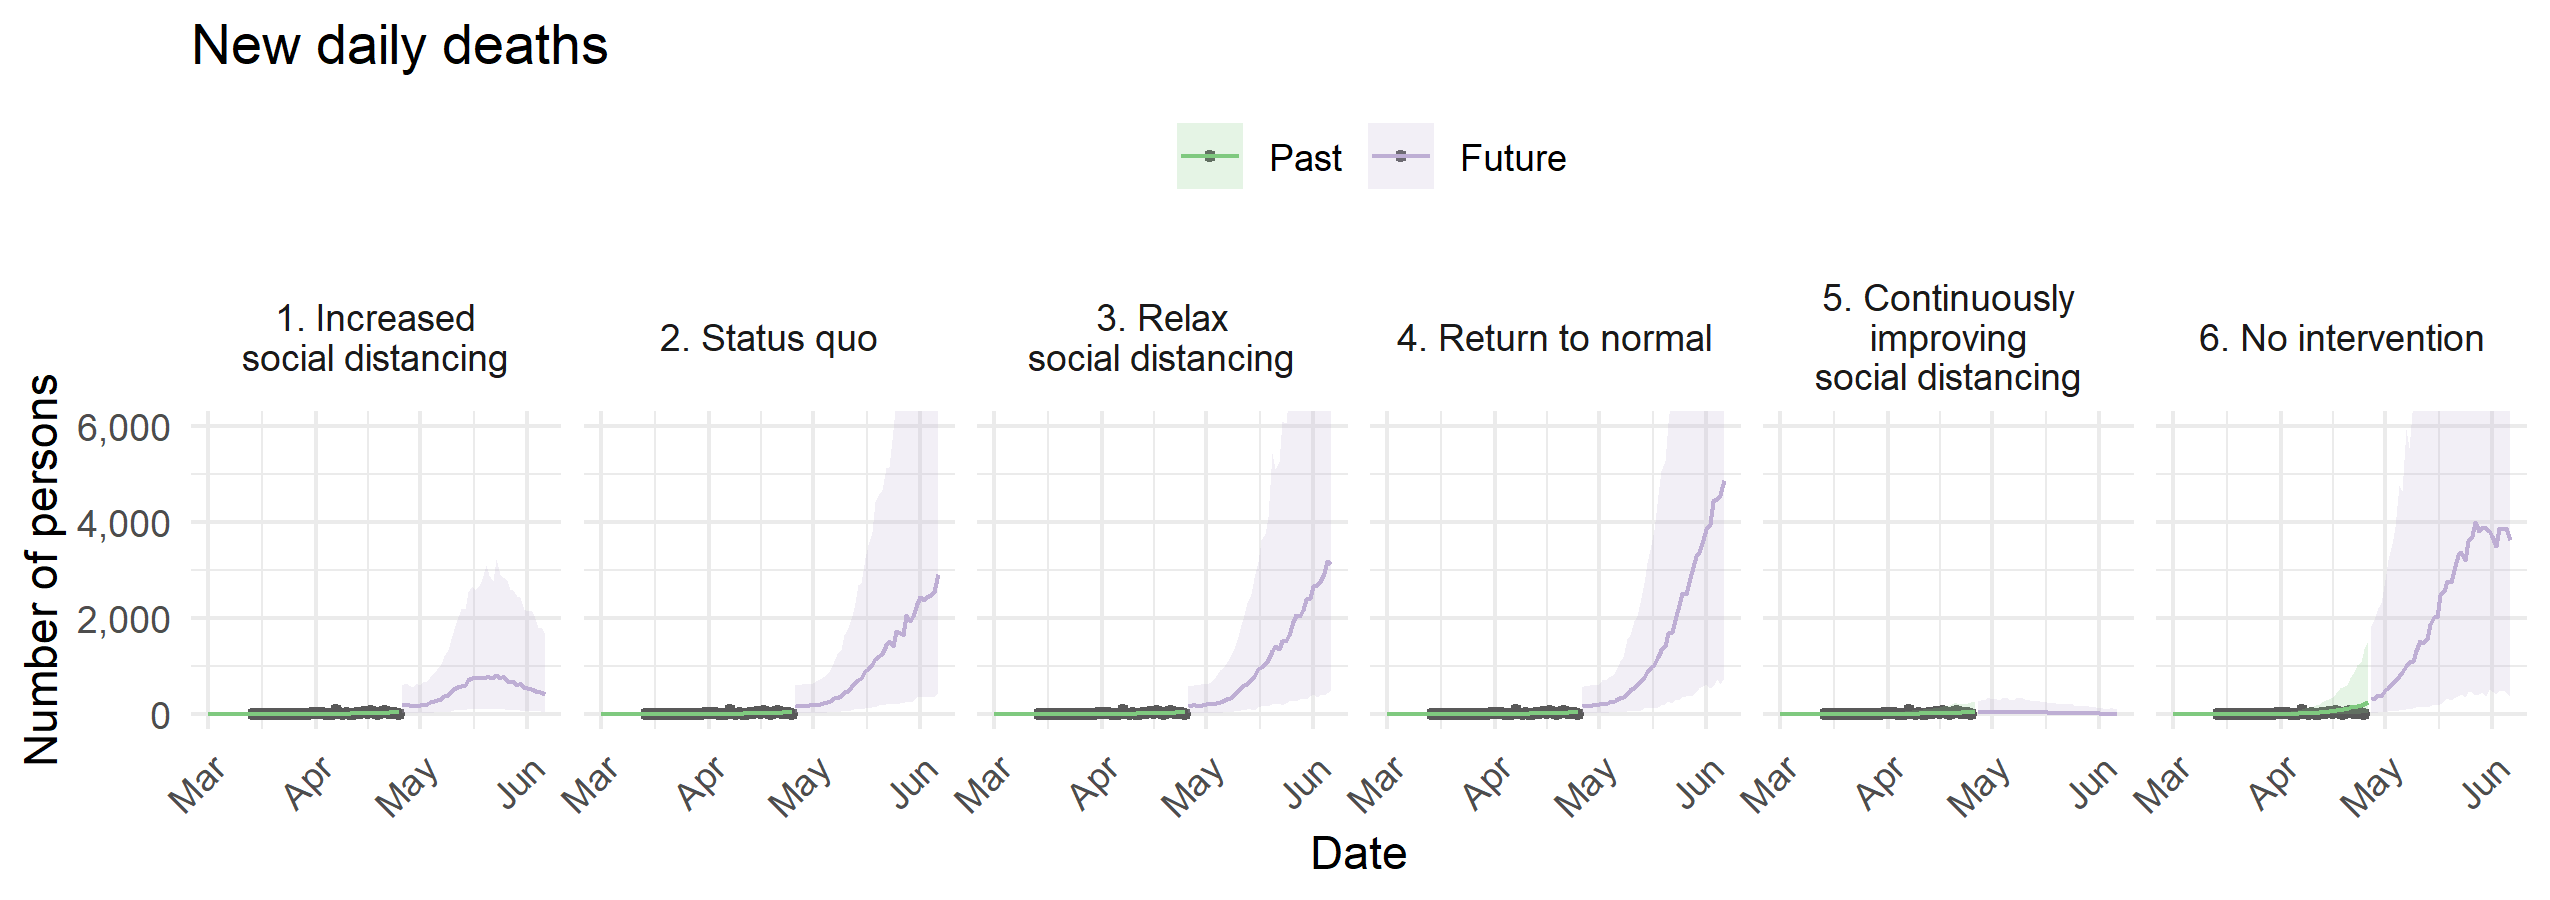 New daily deaths
Past Future
1. Increased
social distancing
2. Status quo
3. Relax
social distancing
4. Return to normal
5. Continuously
improving
social distancing
6. No intervention
Number of persons
6,000
4,000
2,000
0
Mar Apr May Jun Mar Apr May Jun Mar Apr May Jun Mar Apr May Jun Mar Apr May Jun Mar Apr May Jun
Date